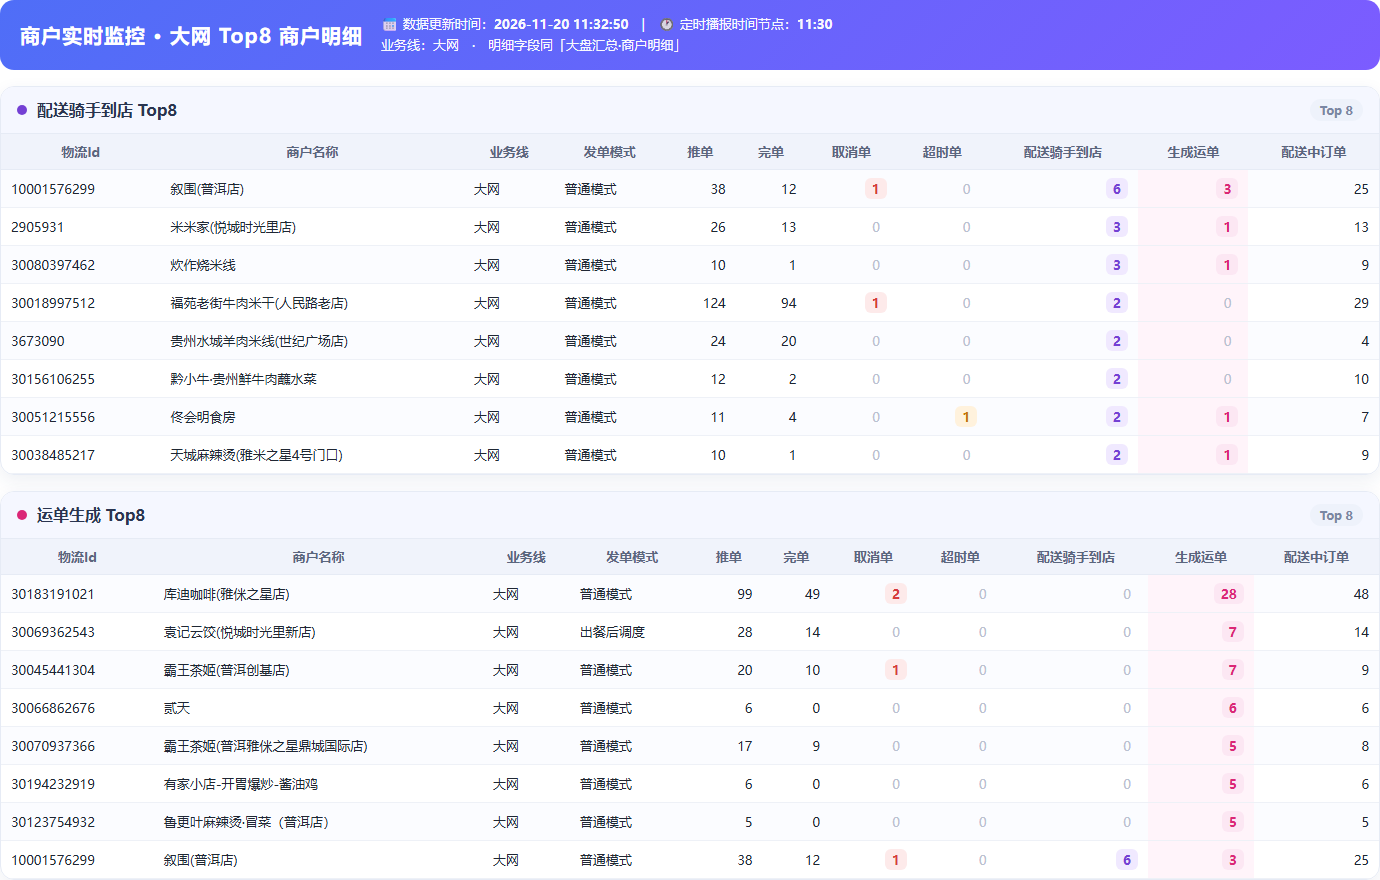 商户实时监控 · 大网 Top8 商户明细
数据更新时间：2026-11-20 11:32:50 | 定时播报时间节点：11:30
业务线：大网 · 明细字段同「大盘汇总·商户明细」
配送骑手到店 Top8 Top 8
物流Id 商户名称 业务线 发单模式 推单 完单 取消单 超时单 配送骑手到店 生成运单 配送中订单
10001576299 叙围(普洱店) 大网 普通模式 38 12 1 0 6 3 25
2905931 米米家(悦城时光里店) 大网 普通模式 26 13 0 0 3 1 13
30080397462 炊作烧米线 大网 普通模式 10 1 0 0 3 1 9
30018997512 福苑老街牛肉米干(人民路老店) 大网 普通模式 124 94 1 0 2 0 29
3673090 贵州水城羊肉米线(世纪广场店) 大网 普通模式 24 20 0 0 2 0 4
30156106255 黔小牛·贵州鲜牛肉蘸水菜 大网 普通模式 12 2 0 0 2 0 10
30051215556 佟会明食房 大网 普通模式 11 4 0 1 2 1 7
30038485217 天城麻辣烫(雅米之星4号门口) 大网 普通模式 10 1 0 0 2 1 9
运单生成 Top8 Top 8
物流Id 商户名称 业务线 发单模式 推单 完单 取消单 超时单 配送骑手到店 生成运单 配送中订单
30183191021 库迪咖啡(雅侎之星店) 大网 普通模式 99 49 2 0 0 28 48
30069362543 袁记云饺(悦城时光里新店) 大网 出餐后调度 28 14 0 0 0 7 14
30045441304 霸王茶姬(普洱创基店) 大网 普通模式 20 10 1 0 0 7 9
30066862676 贰天 大网 普通模式 6 0 0 0 0 6 6
30070937366 霸王茶姬(普洱雅侎之星鼎城国际店) 大网 普通模式 17 9 0 0 0 5 8
30194232919 有家小店-开胃爆炒-酱油鸡 大网 普通模式 6 0 0 0 0 5 6
30123754932 鲁更叶麻辣烫·冒菜（普洱店） 大网 普通模式 5 0 0 0 0 5 5
10001576299 叙围(普洱店) 大网 普通模式 38 12 1 0 6 3 25